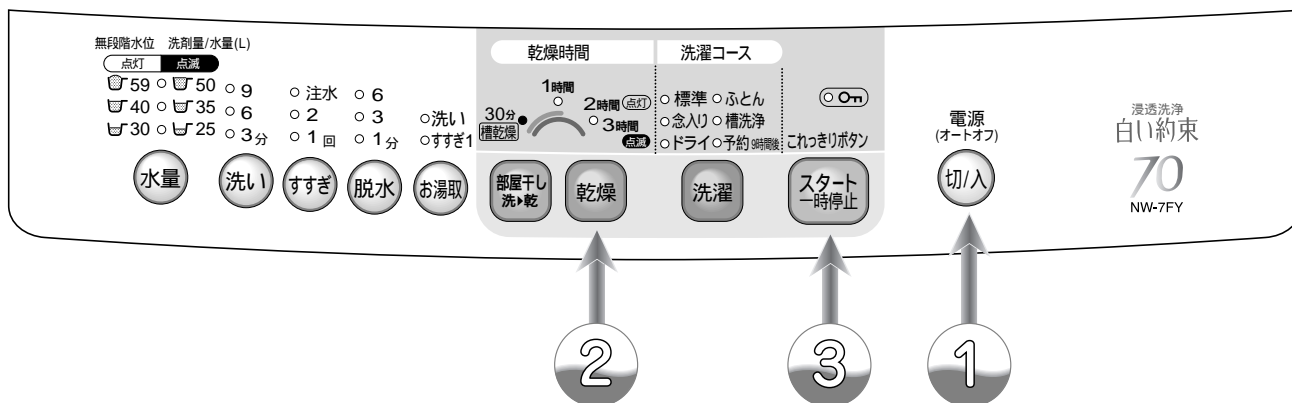 無段階水位 洗剤量/水量(L)
点灯 点滅
59 50
40 35
30 25
9
6
3分
注水
2
1回
6
3
1分
洗い
すすぎ1
水量
洗い
すすぎ
脱水
お湯取
乾燥時間
30分
槽乾燥
1時間
2時間 点灯
3時間
点滅
洗濯コース
標準 ふとん
念入り 槽洗浄
ドライ 予約 9時間後
これっきりボタン
部屋干し
洗▶乾
乾燥
洗濯
スタート
一時停止
電源
(オートオフ)
切/入
浸透洗浄
白い約束
70
NW-7FY
2
3
1